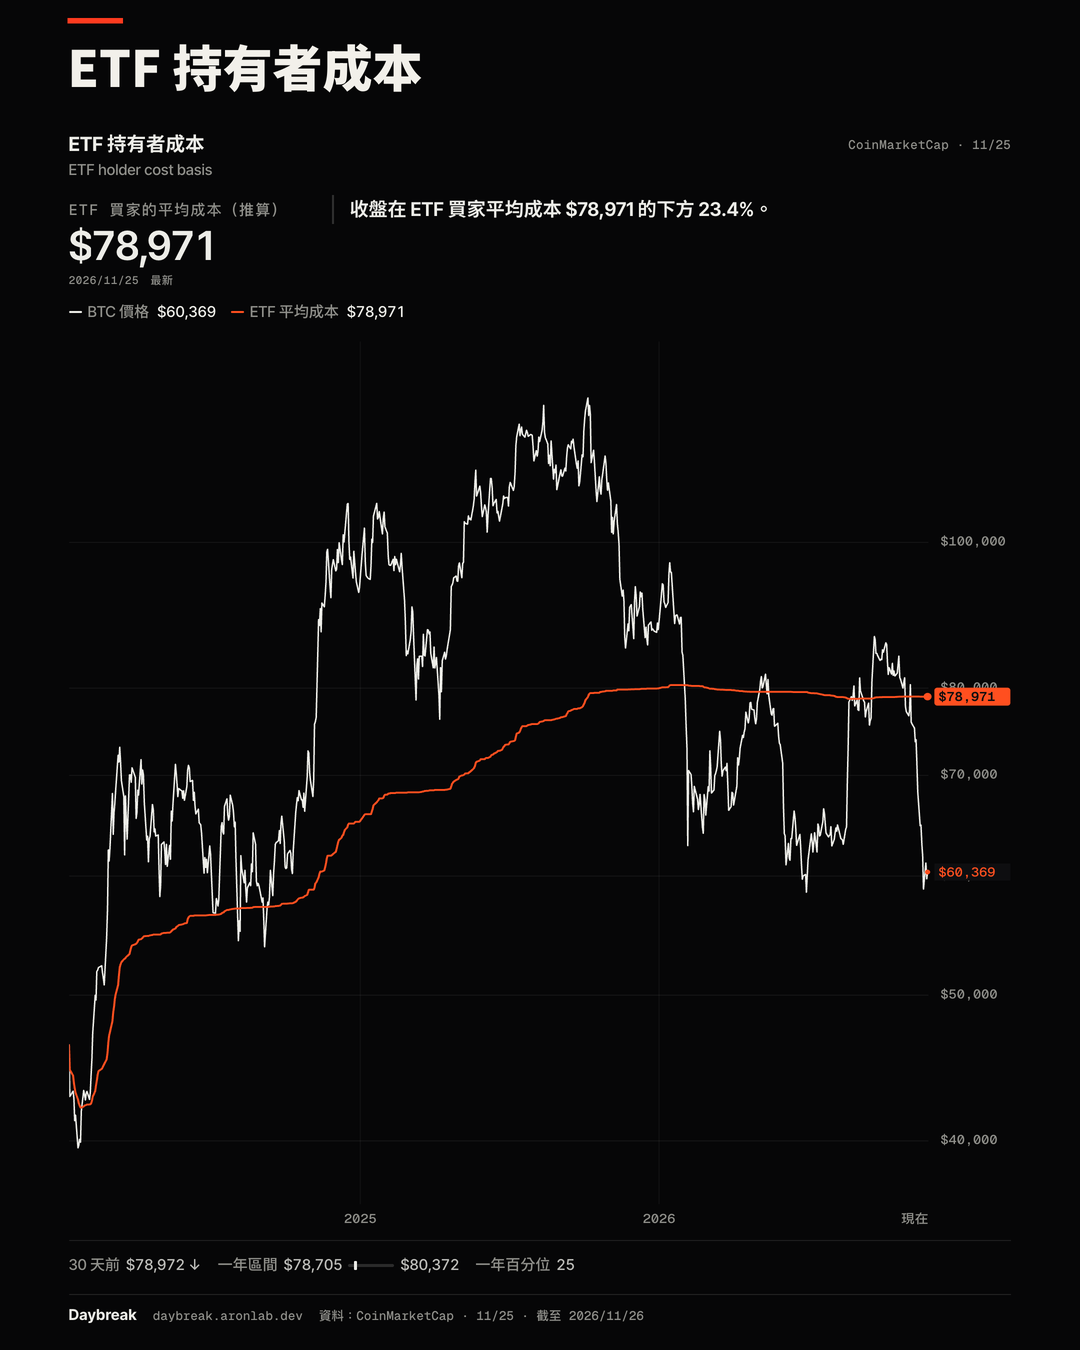 ETF 持有者成本
ETF 持有者成本
CoinMarketCap · 11/25
ETF holder cost basis
ETF 買家的平均成本 (推算)
收盤在 ETF 買家平均成本 $78,971 的下方 23.4%。
$78,971
2026/11/25 最新
BTC 價格 $60,369 ETF 平均成本 $78,971
$100,000
$80,000
$78,971
$70,000
$60,369
$50,000
$40,000
2025 2026 現在
30 天前 $78,972 ↓ 一年區間 $78,705 $80,372 一年百分位 25
Daybreak daybreak.aronlab.dev 資料：CoinMarketCap · 11/25 · 截至 2026/11/26